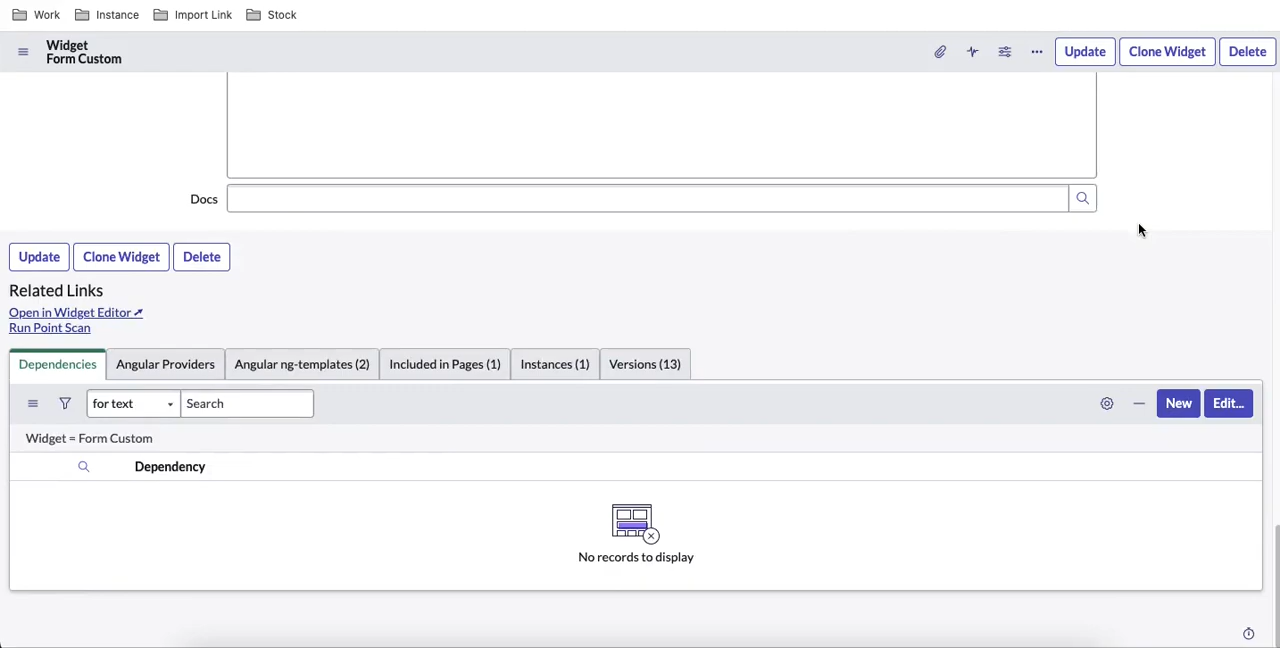 Work Instance Import Link Stock
Widget
Form Custom
Update Clone Widget Delete
Docs
Update Clone Widget Delete
Related Links
Open in Widget Editor ➚
Run Point Scan
Dependencies Angular Providers Angular ng-templates (2) Included in Pages (1) Instances (1) Versions (13)
for text Search New Edit...
Widget = Form Custom
Dependency
No records to display